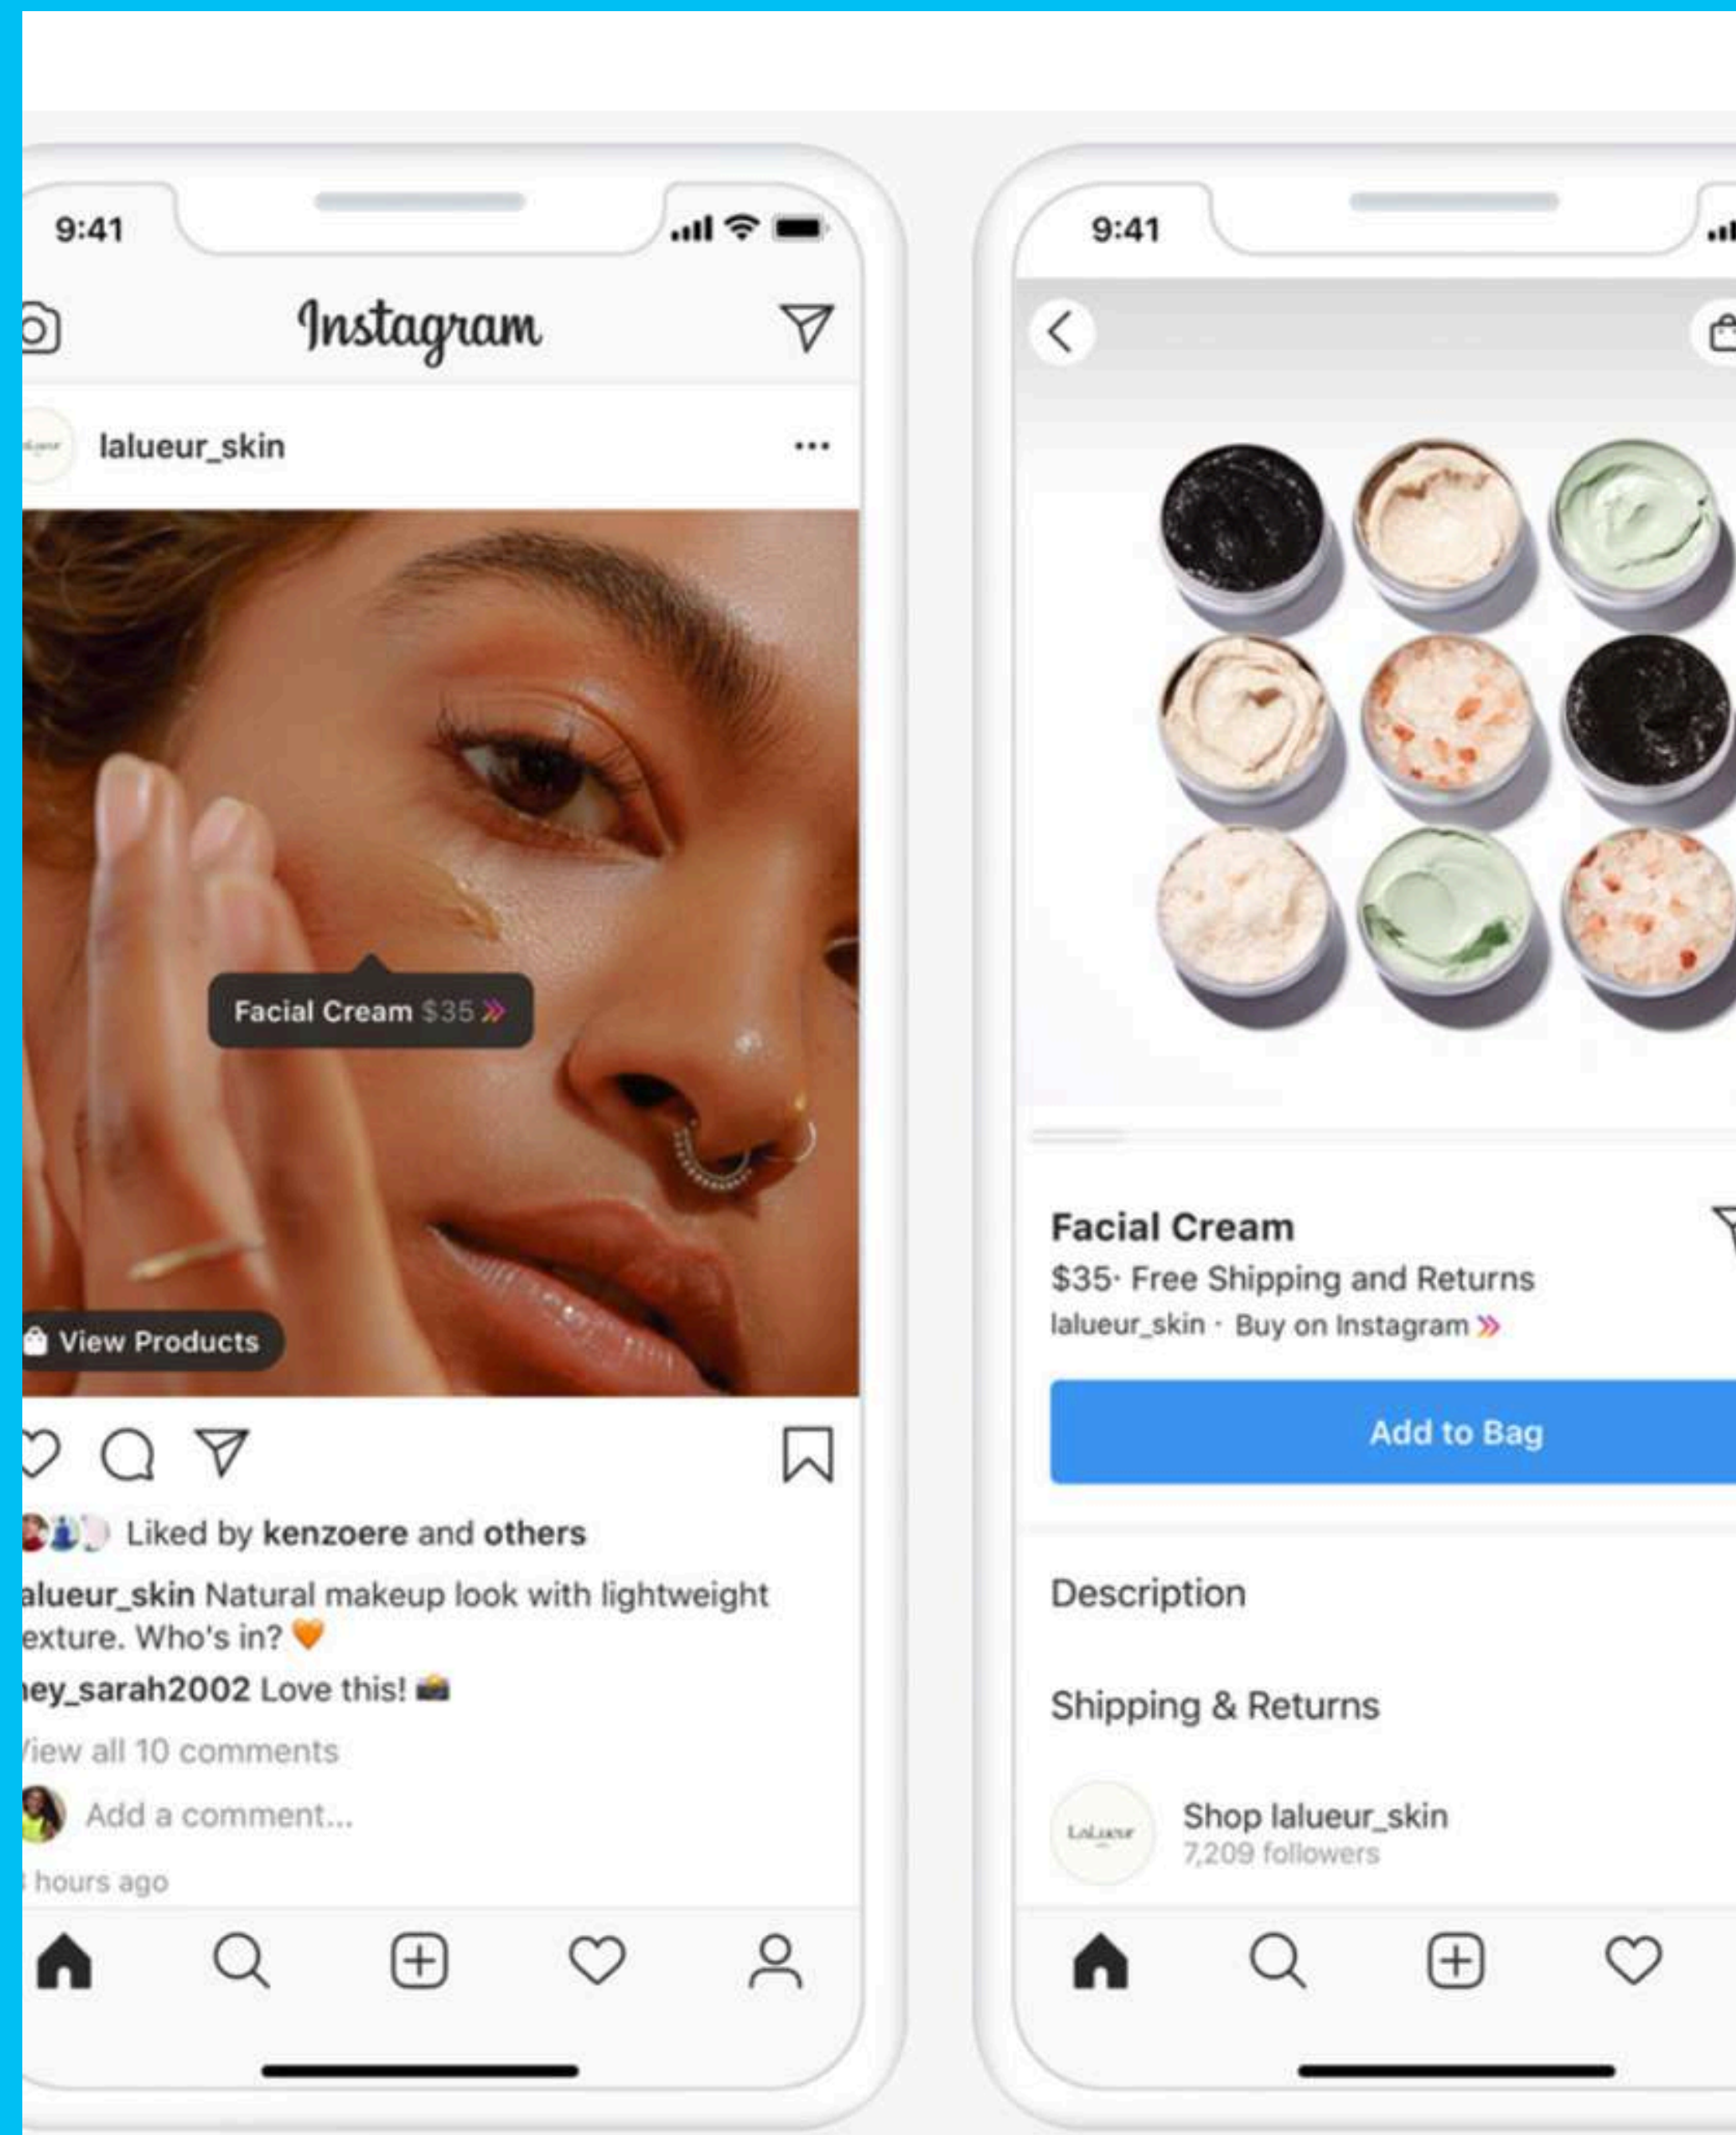 9:41
Instagram
lalueur_skin
Facial Cream $35
View Products
Liked by kenzoere and others
alueur_skin Natural makeup look with lightweight
exture. Who's in? 🧡
ey_sarah2002 Love this! 📸
iew all 10 comments
Add a comment...
hours ago
9:41
Facial Cream
$35· Free Shipping and Returns
lalueur_skin · Buy on Instagram
Add to Bag
Description
Shipping & Returns
LaLueur
Shop lalueur_skin
7,209 followers